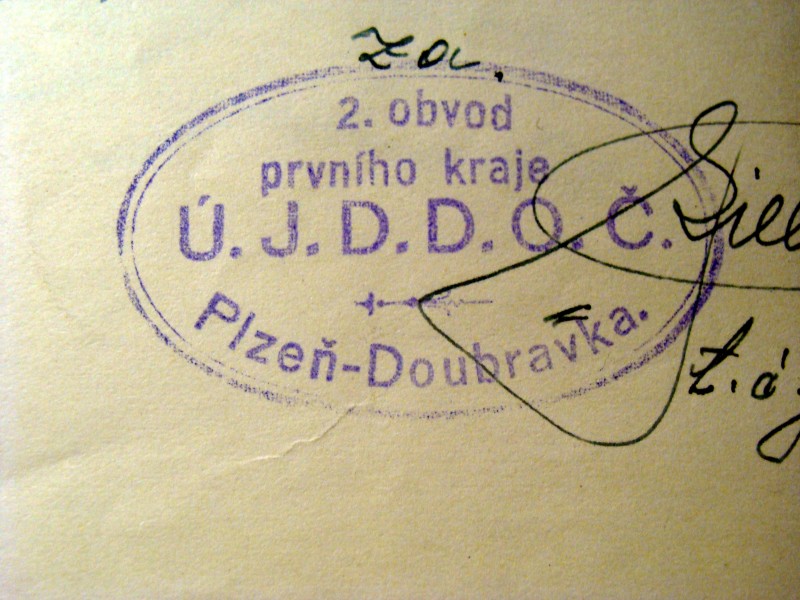 za.
2. obvod
prvního kraje
Ú. J. D. D. O. Č.
Plzeň-Doubravka.